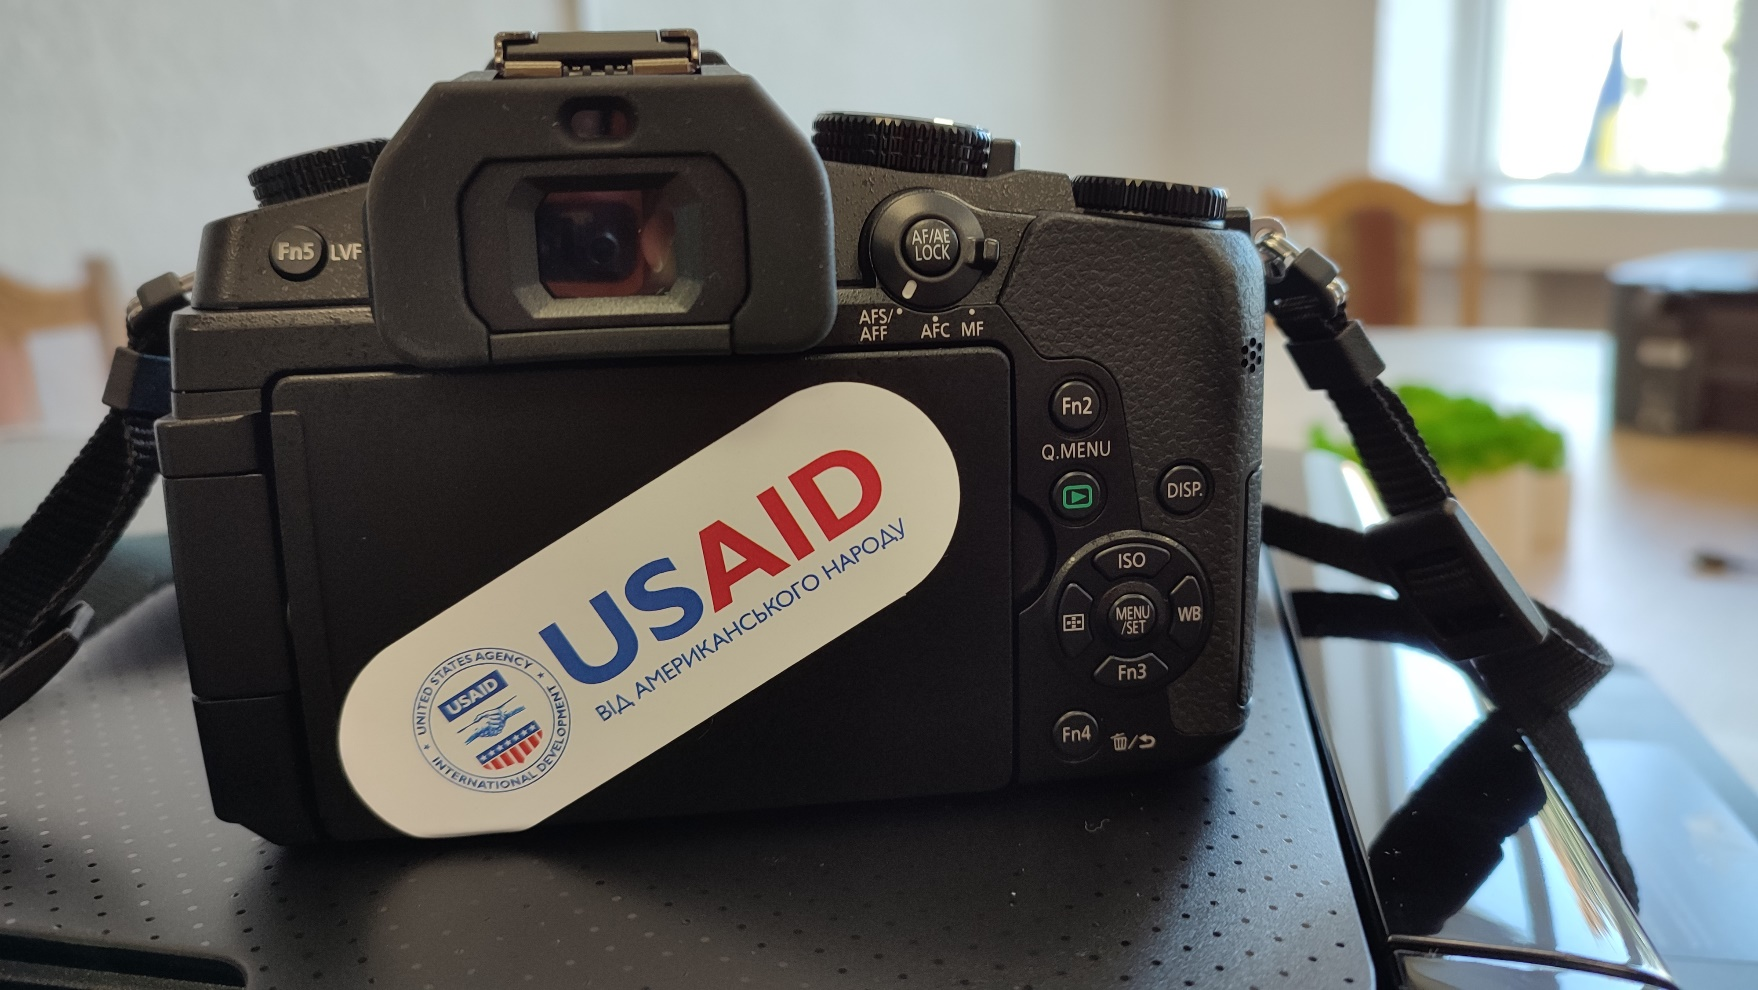 Fn5 LVF
AF/AE
LOCK
AFS/
AFF
AFC
MF
Fn2
Q.MENU
DISP.
ISO
MENU
/SET
WB
Fn3
Fn4
USAID
ВІД АМЕРИКАНСЬКОГО НАРОДУ
UNITED STATES AGENCY
USAID
INTERNATIONAL DEVELOPMENT